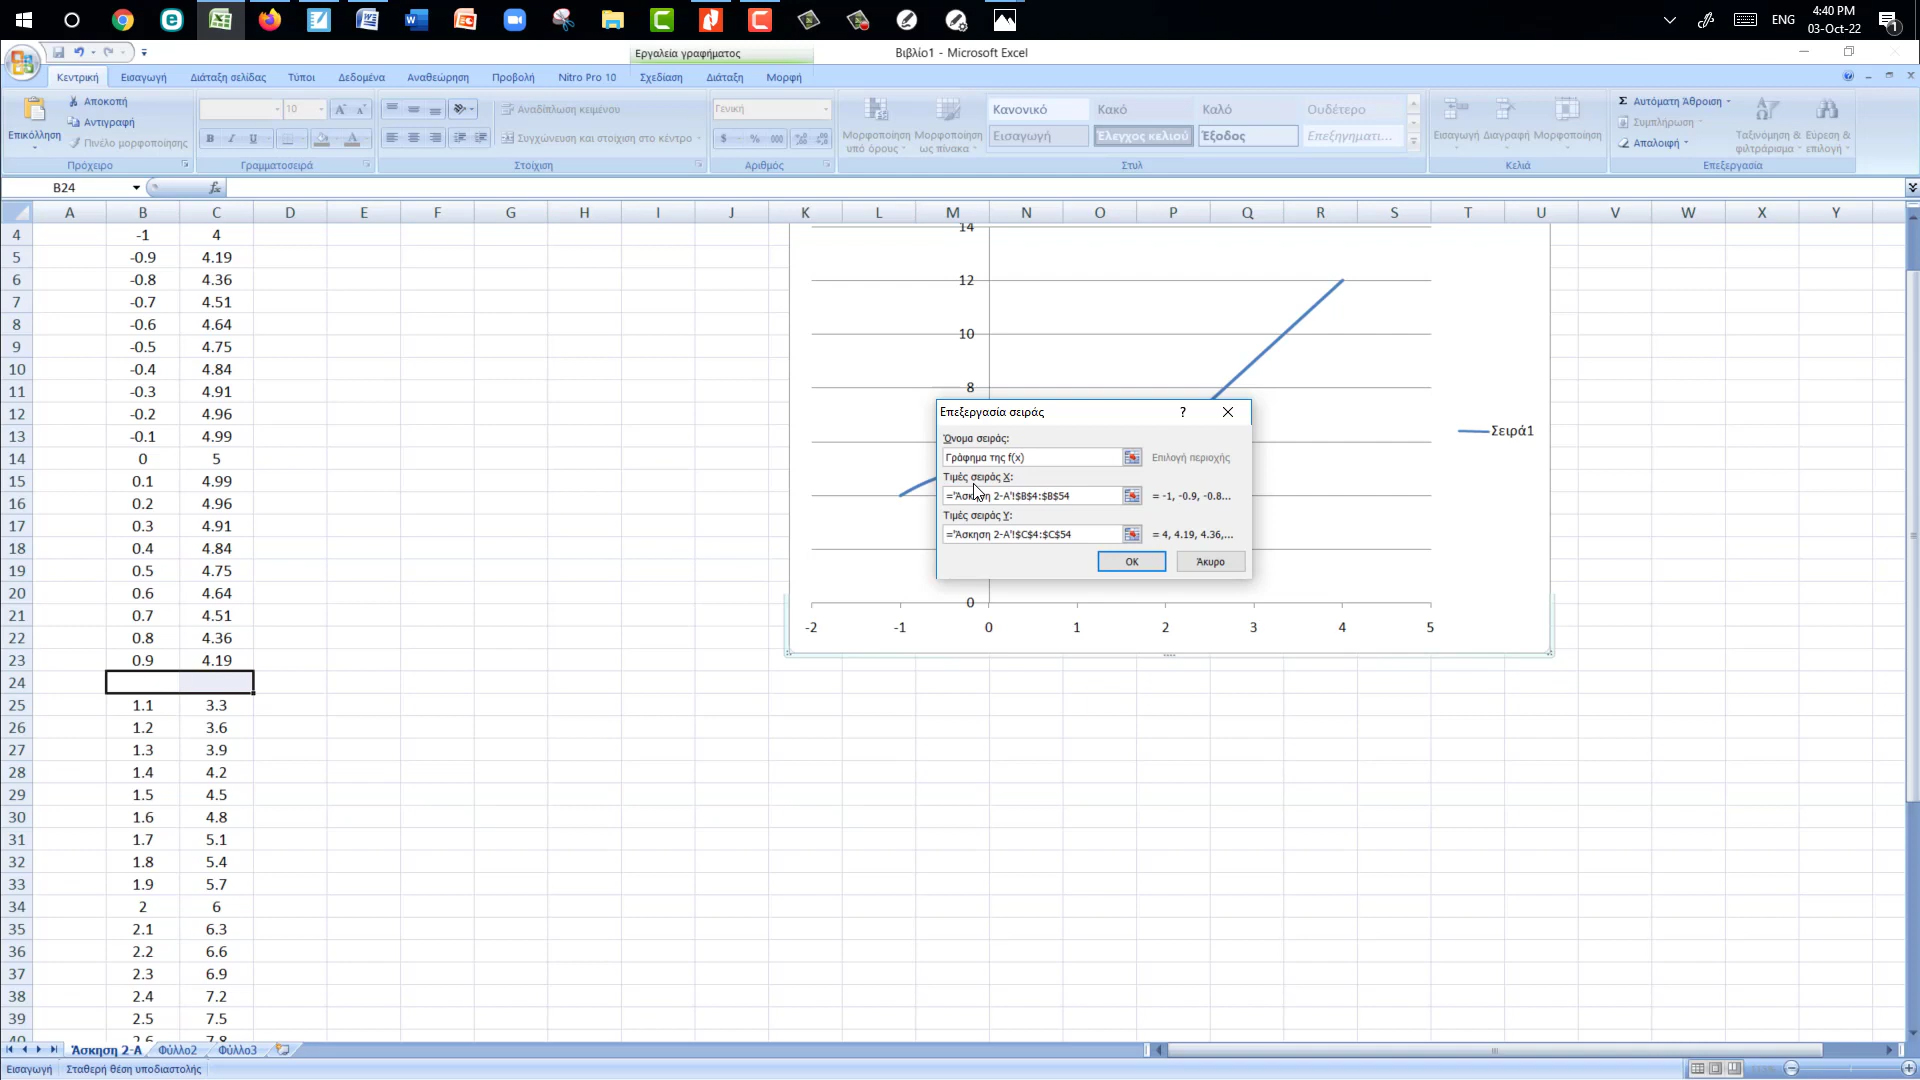 ENG
4:40 PM
03-Oct-22
1
Εργαλεία γραφήματος
Βιβλίο1 - Microsoft Excel
Κεντρική Εισαγωγή Διάταξη σελίδας Τύποι Δεδομένα Αναθεώρηση Προβολή Nitro Pro 10 Σχεδίαση Διάταξη Μορφή
Επικόλληση
Αποκοπή
Αντιγραφή
Πινέλο μορφοποίησης
Πρόχειρο
10
B I U
Γραμματοσειρά
Αναδίπλωση κειμένου
Συγχώνευση και στοίχιση στο κέντρο
Στοίχιση
Γενική
$ % 000
Αριθμός
Μορφοποίηση υπό όρους
Μορφοποίηση ως πίνακα
Κανονικό Κακό Καλό Ουδέτερο
Εισαγωγή Έλεγχος κελιού Έξοδος Επεξηγηματι...
Στυλ
Εισαγωγή Διαγραφή Μορφοποίηση
Κελιά
Σ Αυτόματη Άθροιση
Συμπλήρωση
Απαλοιφή
Ταξινόμηση & φιλτράρισμα
Εύρεση & επιλογή
Επεξεργασία
B24
fx
A B C D E F G H I J K L M N O P Q R S T U V W X Y
4 -1 4
5 -0.9 4.19
6 -0.8 4.36
7 -0.7 4.51
8 -0.6 4.64
9 -0.5 4.75
10 -0.4 4.84
11 -0.3 4.91
12 -0.2 4.96
13 -0.1 4.99
14 0 5
15 0.1 4.99
16 0.2 4.96
17 0.3 4.91
18 0.4 4.84
19 0.5 4.75
20 0.6 4.64
21 0.7 4.51
22 0.8 4.36
23 0.9 4.19
24
25 1.1 3.3
26 1.2 3.6
27 1.3 3.9
28 1.4 4.2
29 1.5 4.5
30 1.6 4.8
31 1.7 5.1
32 1.8 5.4
33 1.9 5.7
34 2 6
35 2.1 6.3
36 2.2 6.6
37 2.3 6.9
38 2.4 7.2
39 2.5 7.5
40 2.6 7.8
14
12
10
8
0
-2 -1 0 1 2 3 4 5
Σειρά1
Επεξεργασία σειράς
?
Όνομα σειράς:
Γράφημα της f(x) Επιλογή περιοχής
Τιμές σειράς X:
='Άσκηση 2-Α'!$B$4:$B$54 = -1, -0.9, -0.8...
Τιμές σειράς Y:
='Άσκηση 2-Α'!$C$4:$C$54 = 4, 4.19, 4.36,...
OK Άκυρο
Άσκηση 2-Α Φύλλο2 Φύλλο3
Εισαγωγή Σταθερή θέση υποδιαστολής